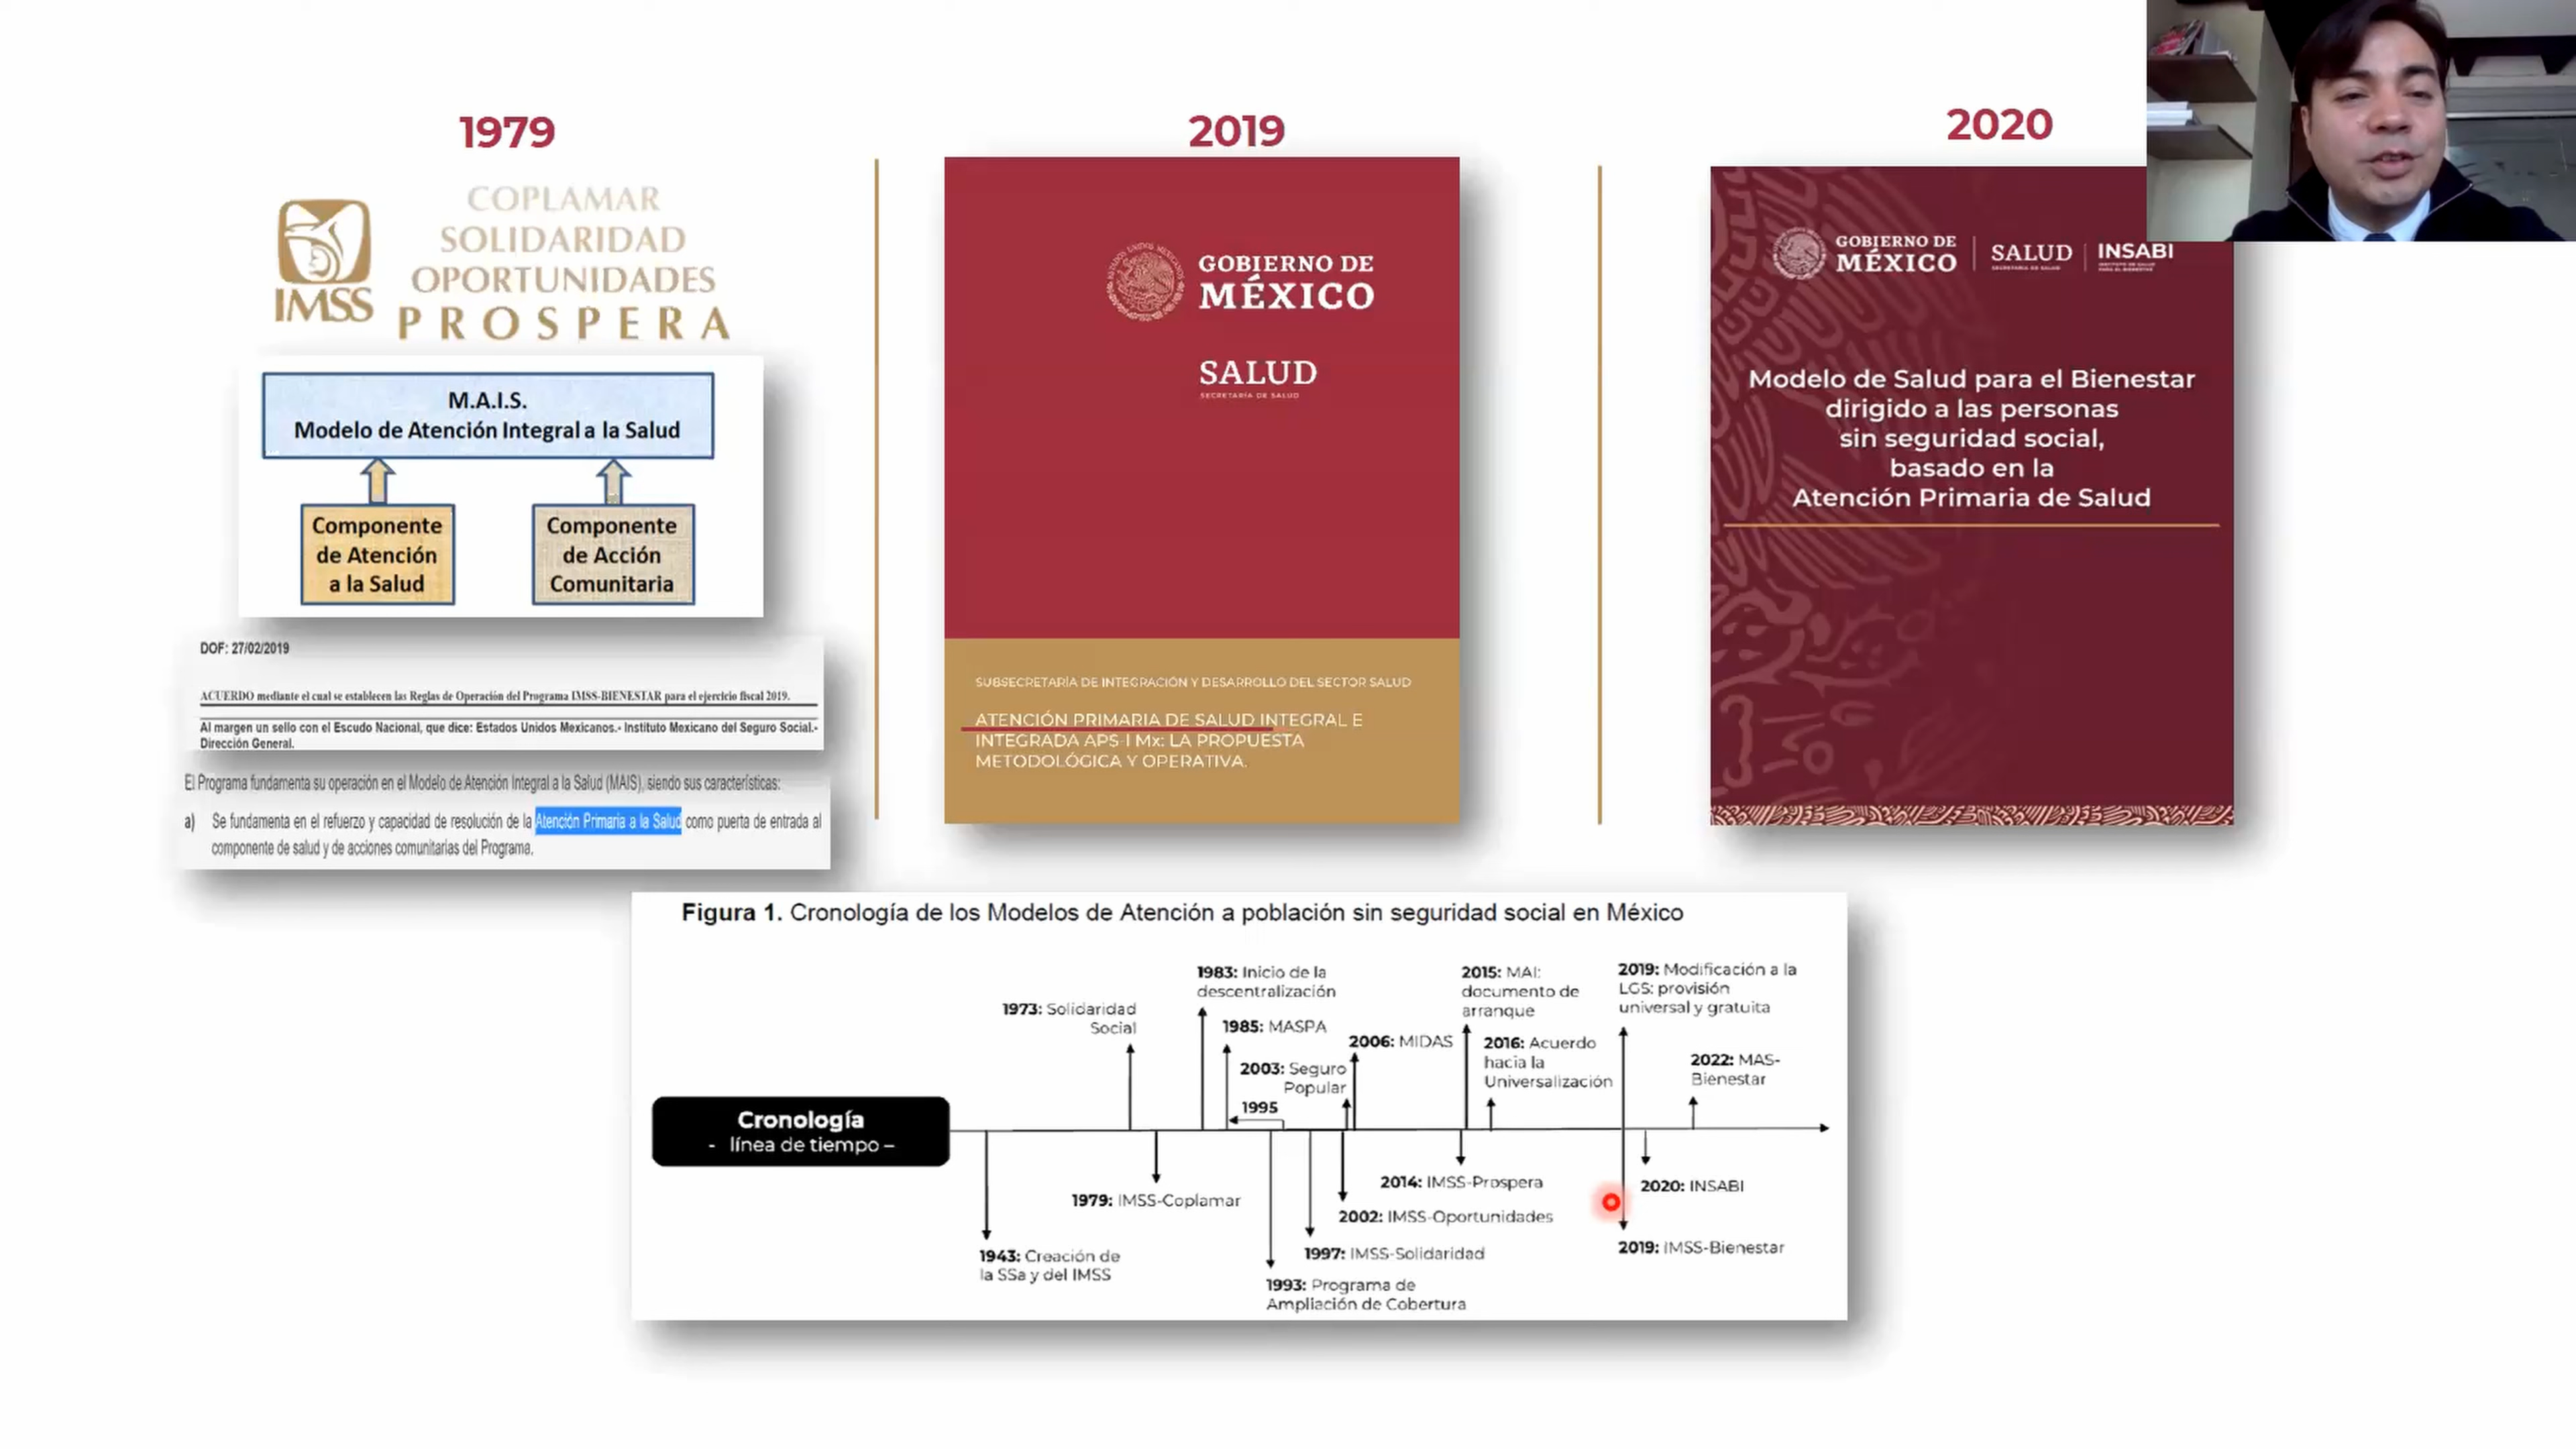 1979
IMSS
COPLAMAR
SOLIDARIDAD
OPORTUNIDADES
PROSPERA
M.A.I.S.
Modelo de Atención Integral a la Salud
Componente
de Atención
a la Salud
Componente
de Acción
Comunitaria
DOF: 27/02/2019
ACUERDO mediante el cual se establecen las Reglas de Operación del Programa IMSS-BIENESTAR para el ejercicio fiscal 2019.
Al margen un sello con el Escudo Nacional, que dice: Estados Unidos Mexicanos.- Instituto Mexicano del Seguro Social.-
Dirección General.
El Programa fundamenta su operación en el Modelo de Atención Integral a la Salud (MAIS), siendo sus características:
a) Se fundamenta en el refuerzo y capacidad de resolución de la Atención Primaria a la Salud como puerta de entrada al
componente de salud y de acciones comunitarias del Programa.
2019
GOBIERNO DE
MÉXICO
SALUD
SECRETARÍA DE SALUD
SUBSECRETARÍA DE INTEGRACIÓN Y DESARROLLO DEL SECTOR SALUD
ATENCIÓN PRIMARIA DE SALUD INTEGRAL E
INTEGRADA APS-I Mx: LA PROPUESTA
METODOLÓGICA Y OPERATIVA.
2020
GOBIERNO DE
MÉXICO
SALUD
SECRETARÍA DE SALUD
INSABI
INSTITUTO DE SALUD
PARA EL BIENESTAR
Modelo de Salud para el Bienestar
dirigido a las personas
sin seguridad social,
basado en la
Atención Primaria de Salud
Figura 1. Cronología de los Modelos de Atención a población sin seguridad social en México
Cronología
- línea de tiempo –
1973: Solidaridad
Social
1983: Inicio de la
descentralización
1985: MASPA
2003: Seguro
Popular
1995
2006: MIDAS
2015: MAI:
documento de
arranque
2016: Acuerdo
hacia la
Universalización
2019: Modificación a la
LGS: provisión
universal y gratuita
2022: MAS-
Bienestar
1943: Creación de
la SSa y del IMSS
1979: IMSS-Coplamar
1993: Programa de
Ampliación de Cobertura
1997: IMSS-Solidaridad
2002: IMSS-Oportunidades
2014: IMSS-Prospera
2020: INSABI
2019: IMSS-Bienestar